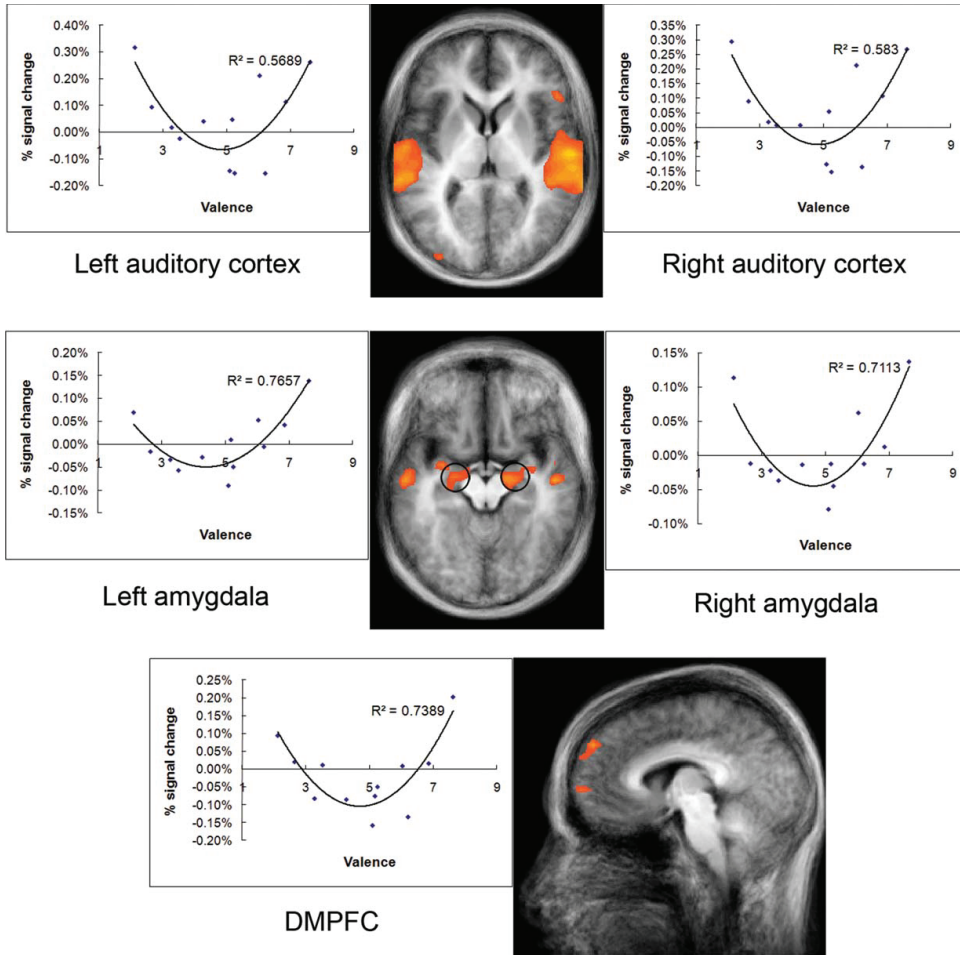 0.40%
0.30%
0.20%
0.10%
0.00%
-0.10%
-0.20%
1 3 5 7 9
R² = 0.5689
% signal change
Valence
Left auditory cortex
0.40%
0.35%
0.30%
0.25%
0.20%
0.15%
0.10%
0.05%
0.00%
-0.05%
-0.10%
-0.15%
-0.20%
1 3 5 7 9
R² = 0.583
% signal change
Valence
Right auditory cortex
0.20%
0.15%
0.10%
0.05%
0.00%
-0.05%
-0.10%
-0.15%
1 3 5 7 9
R² = 0.7657
% signal change
Valence
Left amygdala
0.15%
0.10%
0.05%
0.00%
-0.05%
-0.10%
1 3 5 7 9
R² = 0.7113
% signal change
Valence
Right amygdala
0.25%
0.20%
0.15%
0.10%
0.05%
0.00%
-0.05%
-0.10%
-0.15%
-0.20%
1 3 5 7 9
R² = 0.7389
% signal change
Valence
DMPFC